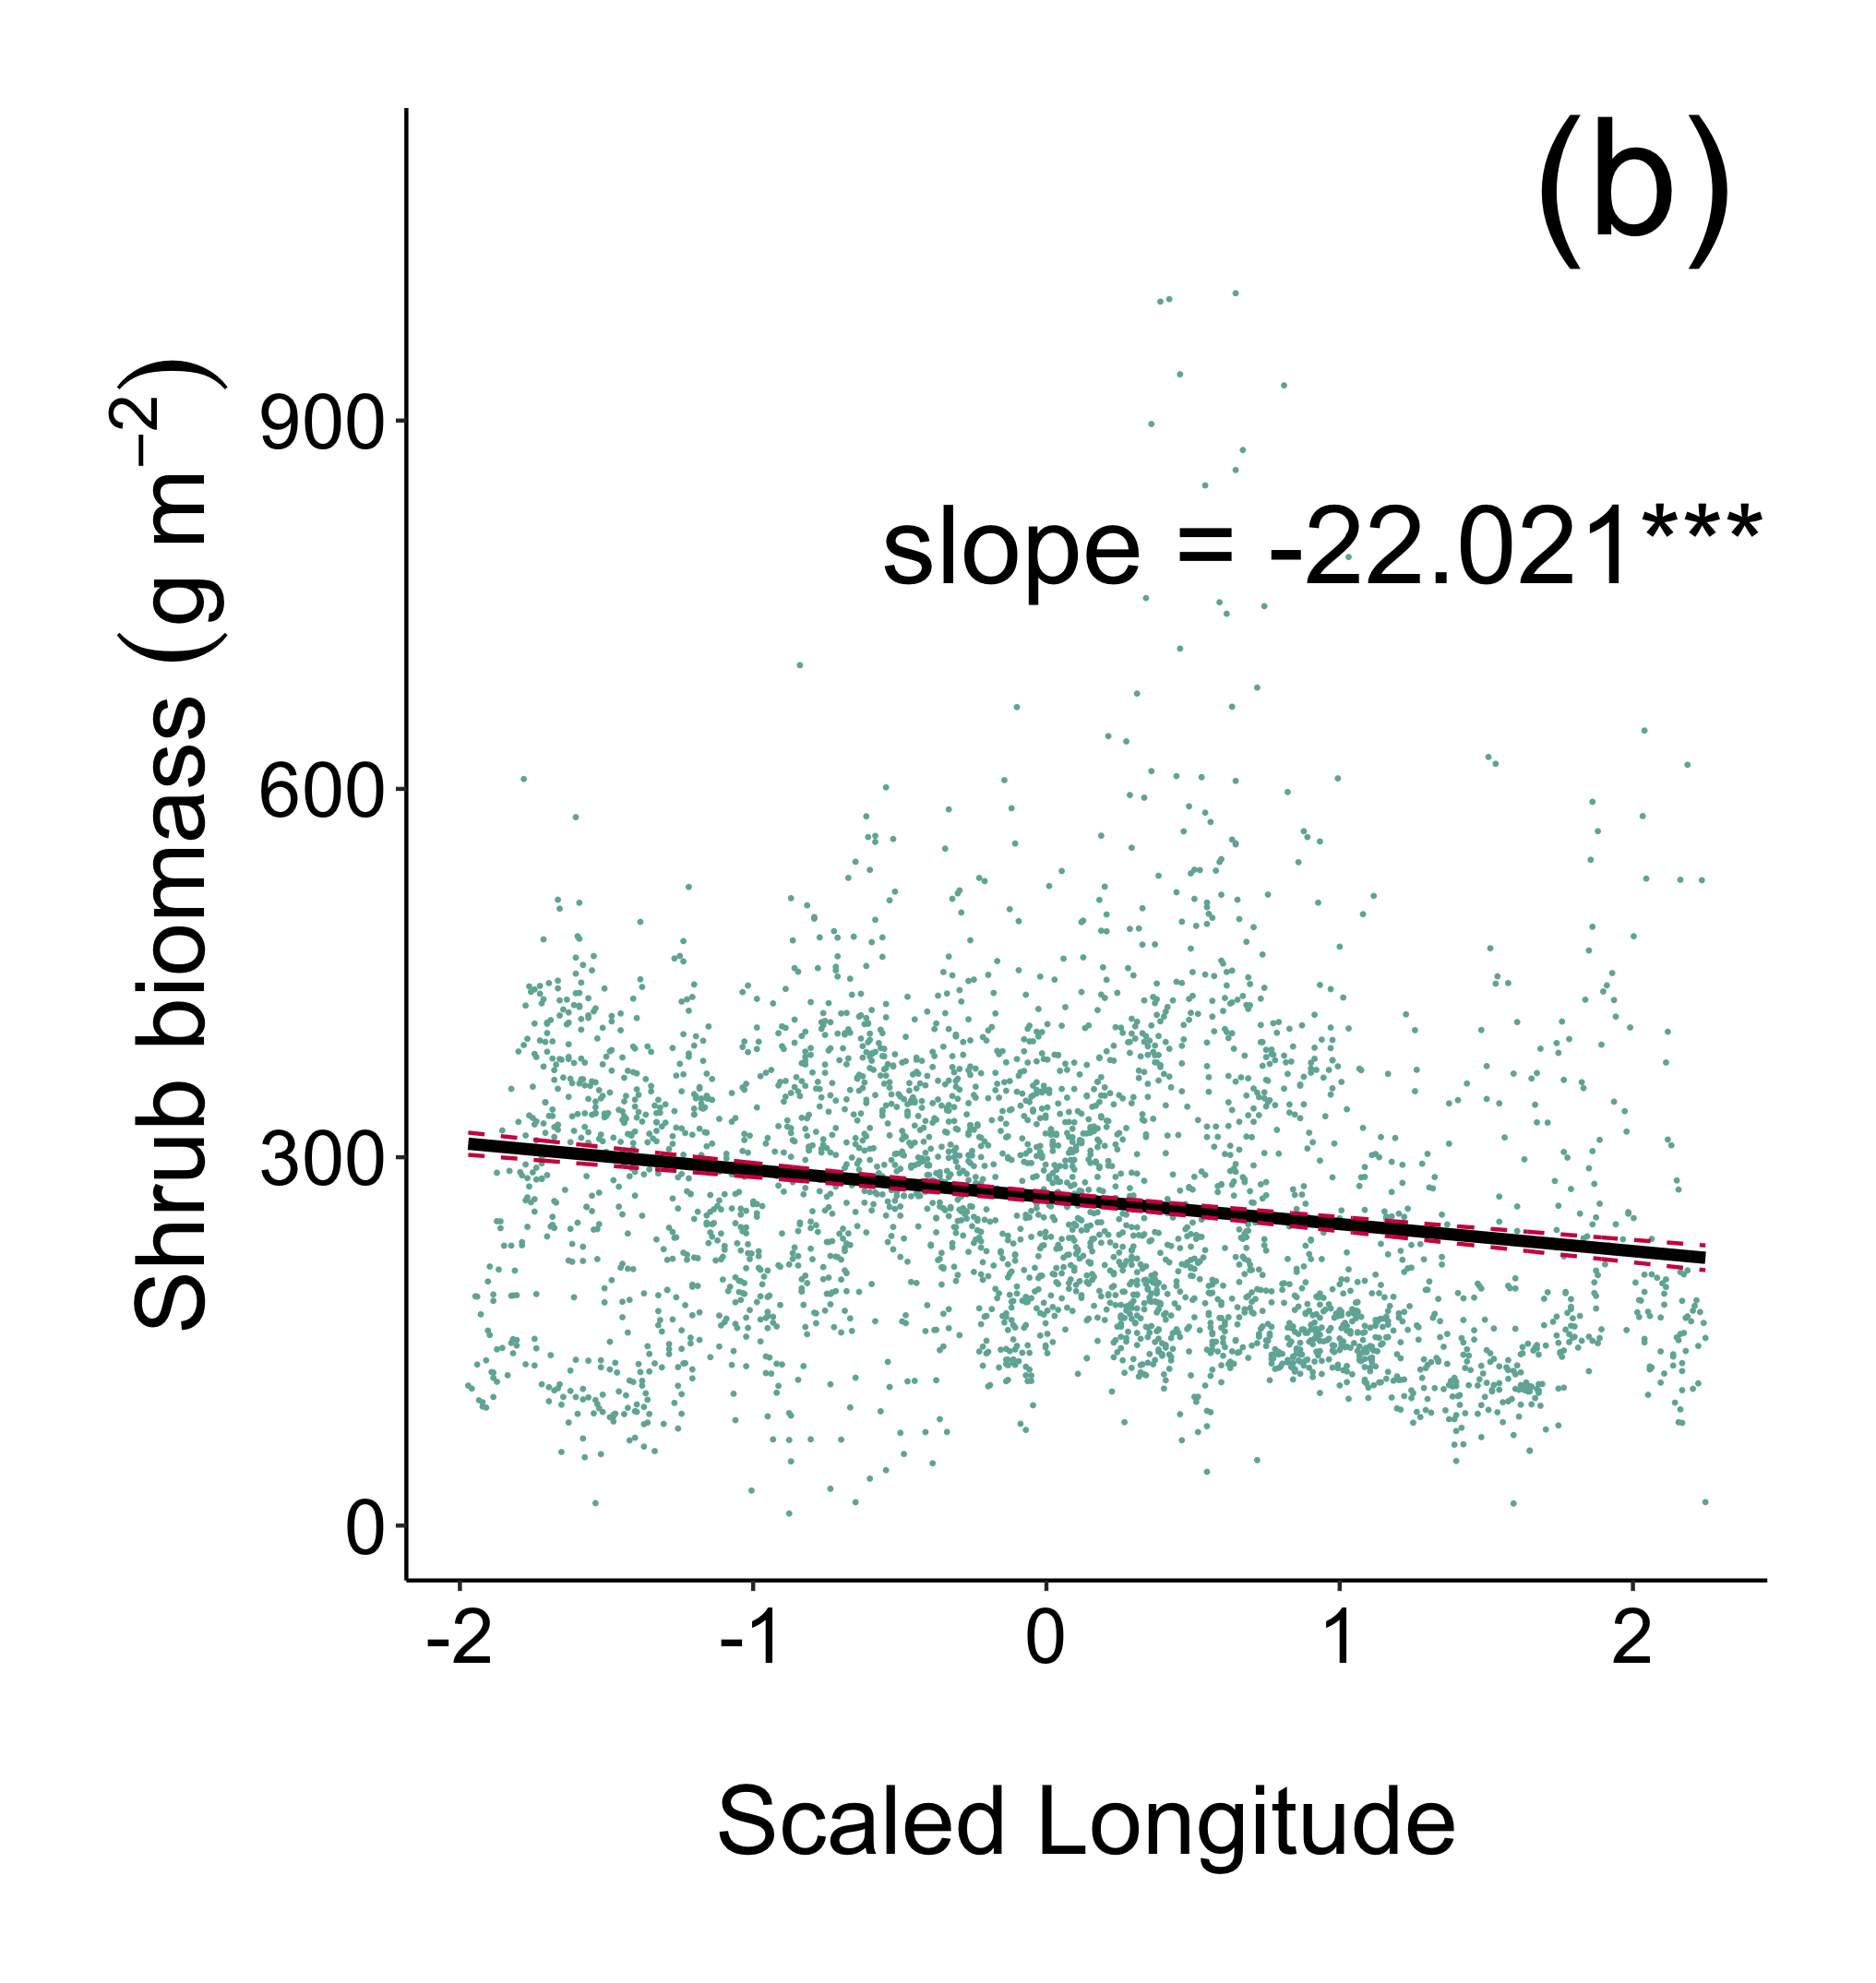 (b)
Shrub biomass (g m⁻²)
900
slope = -22.021***
600
300
0
-2 -1 0 1 2
Scaled Longitude